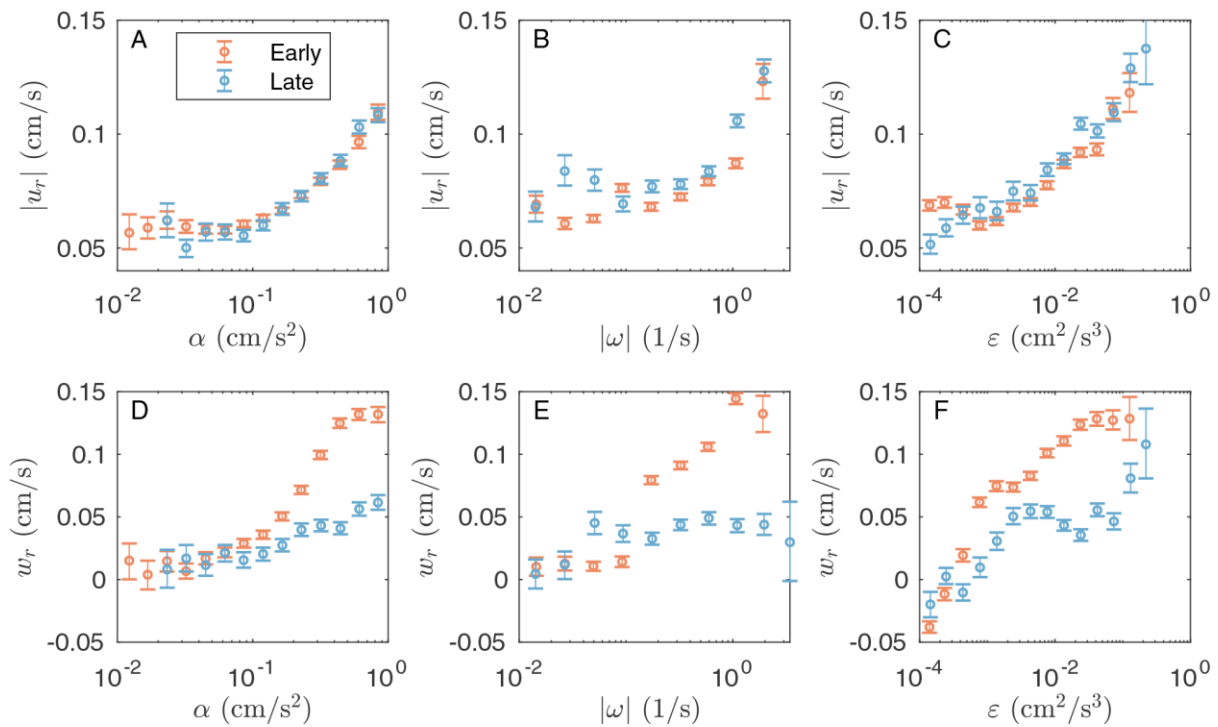 A
Early
Late
|u_r| (cm/s)
0.15
0.1
0.05
10^-2 10^-1 10^0
α (cm/s²)
B
|u_r| (cm/s)
0.15
0.1
0.05
10^-2 10^0
|ω| (1/s)
C
|u_r| (cm/s)
0.15
0.1
0.05
10^-4 10^-2 10^0
ε (cm²/s³)
D
w_r (cm/s)
0.15
0.1
0.05
0
-0.05
10^-2 10^-1 10^0
α (cm/s²)
E
w_r (cm/s)
0.15
0.1
0.05
0
-0.05
10^-2 10^0
|ω| (1/s)
F
w_r (cm/s)
0.15
0.1
0.05
0
-0.05
10^-4 10^-2 10^0
ε (cm²/s³)